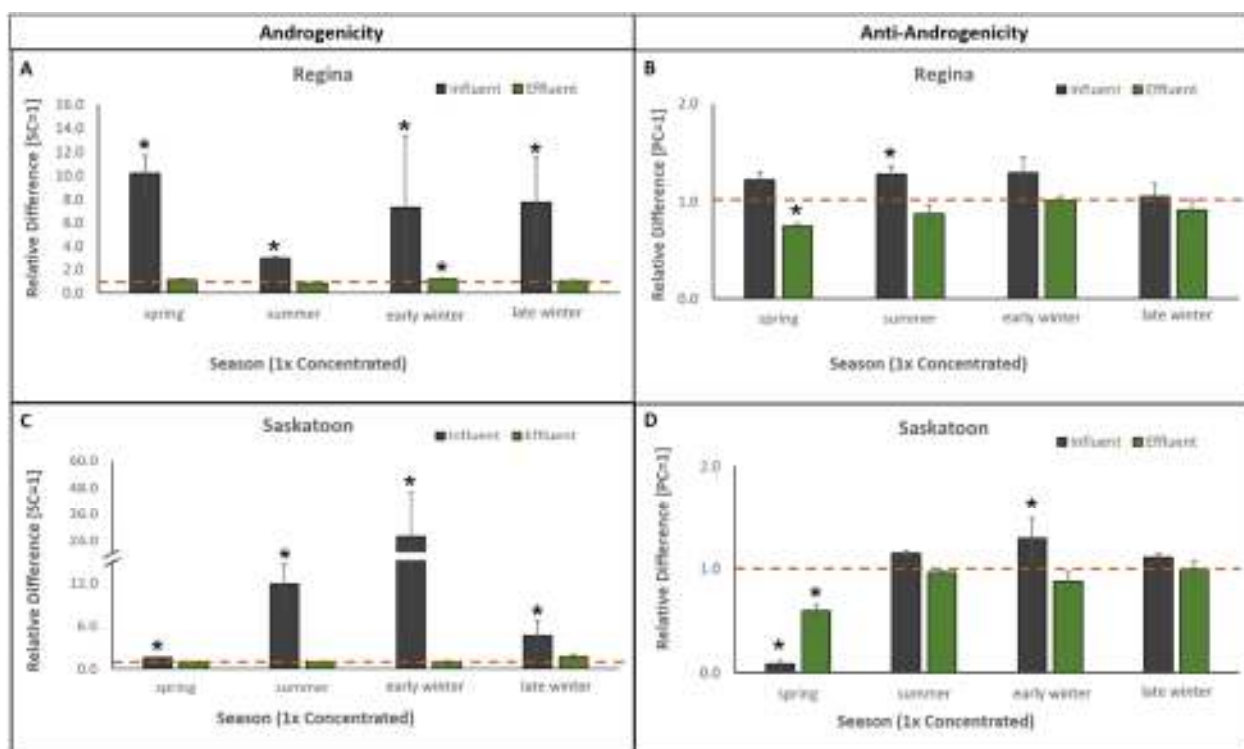 Androgenicity
Anti-Androgenicity
A
Regina
Influent Effluent
Relative Difference [SC=1]
16.0
14.0
12.0
10.0
8.0
6.0
4.0
2.0
0.0
* * * * *
spring summer early winter late winter
Season (1x Concentrated)
B
Regina
Influent Effluent
Relative Difference [PC=1]
2.0
1.0
0.0
* *
spring summer early winter late winter
Season (1x Concentrated)
C
Saskatoon
Influent Effluent
Relative Difference [SC=1]
60.0
48.0
36.0
12.0
6.0
0.0
* * * *
spring summer early winter late winter
Season (1x Concentrated)
D
Saskatoon
Influent Effluent
Relative Difference [PC=1]
2.0
1.0
0.0
* * *
spring summer early winter late winter
Season (1x Concentrated)